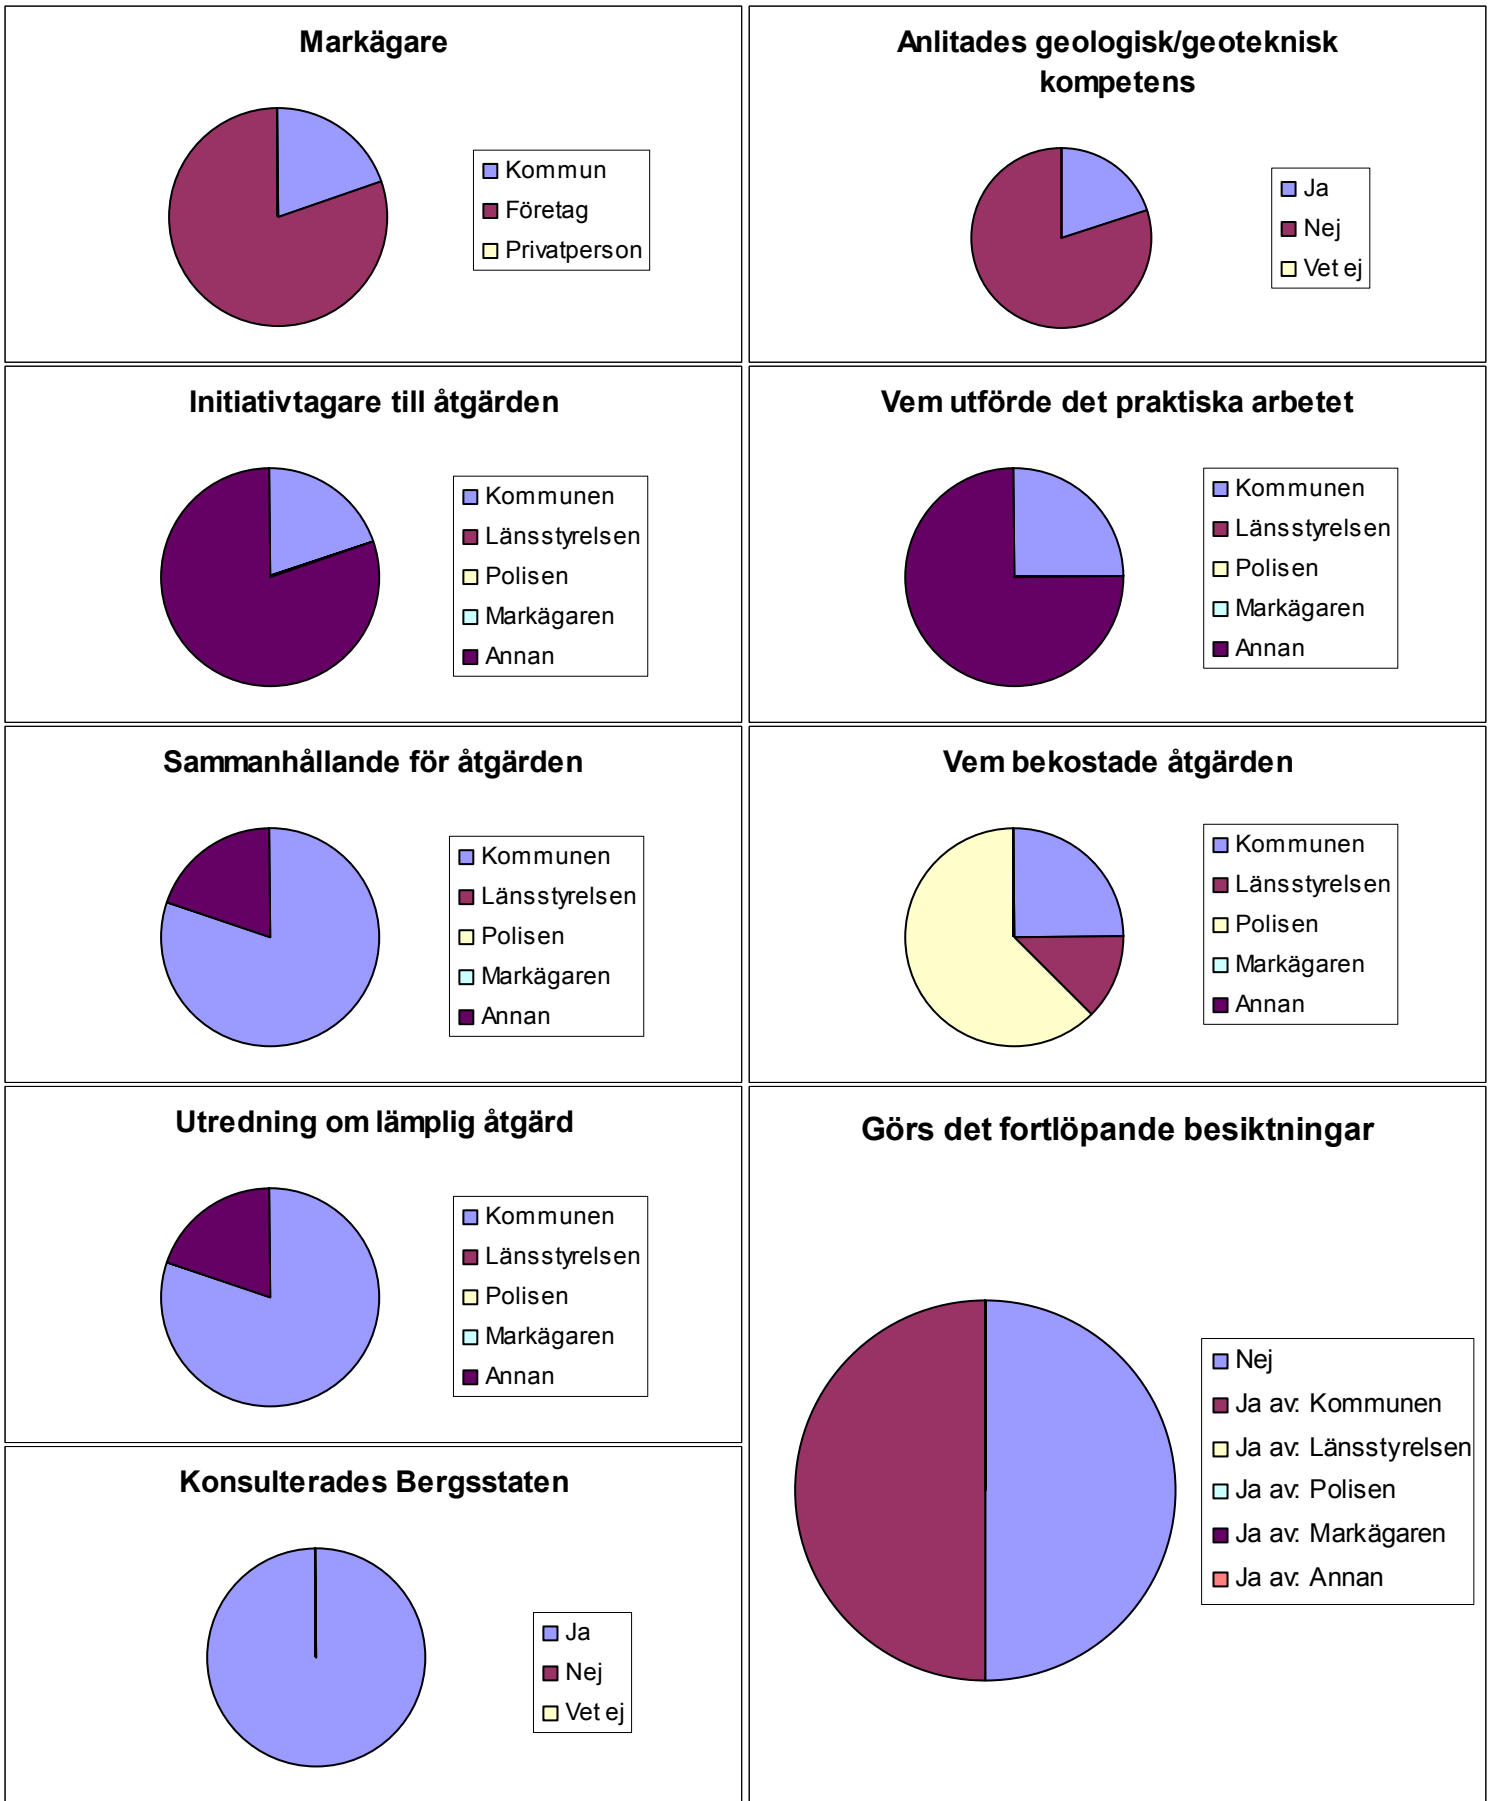 Markägare
Kommun
Företag
Privatperson
Anlitades geologisk/geoteknisk
kompetens
Ja
Nej
Vet ej
Initiativtagare till åtgärden
Kommunen
Länsstyrelsen
Polisen
Markägaren
Annan
Vem utförde det praktiska arbetet
Kommunen
Länsstyrelsen
Polisen
Markägaren
Annan
Sammanhållande för åtgärden
Kommunen
Länsstyrelsen
Polisen
Markägaren
Annan
Vem bekostade åtgärden
Kommunen
Länsstyrelsen
Polisen
Markägaren
Annan
Utredning om lämplig åtgärd
Kommunen
Länsstyrelsen
Polisen
Markägaren
Annan
Görs det fortlöpande besiktningar
Nej
Ja av: Kommunen
Ja av: Länsstyrelsen
Ja av: Polisen
Ja av: Markägaren
Ja av: Annan
Konsulterades Bergsstaten
Ja
Nej
Vet ej